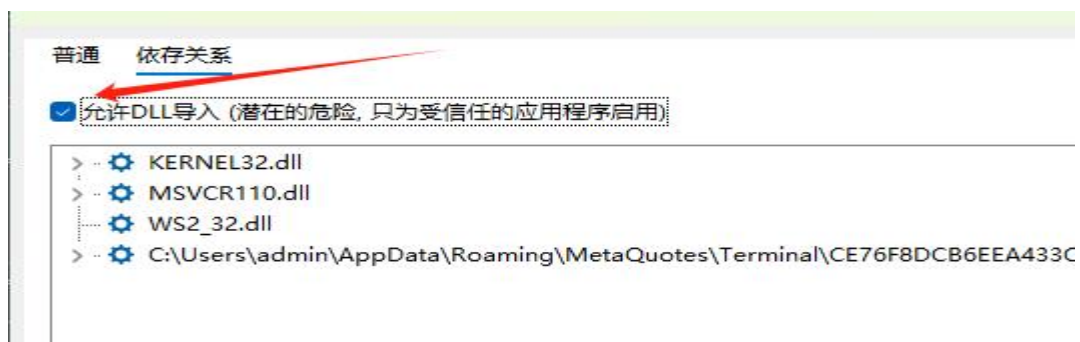 普通 依存关系
允许DLL导入 (潜在的危险, 只为受信任的应用程序启用)
KERNEL32.dll
MSVCR110.dll
WS2_32.dll
C:\Users\admin\AppData\Roaming\MetaQuotes\Terminal\CE76F8DCB6EEA433C